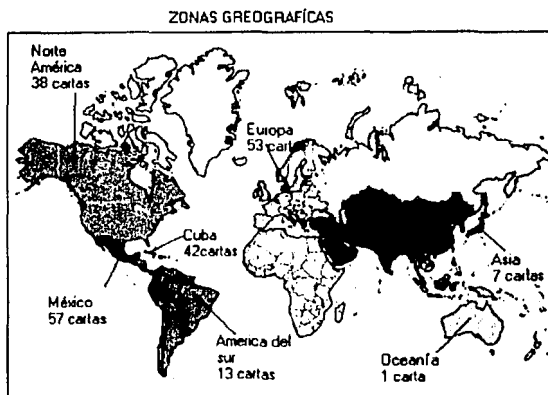 ZONAS GREOGRAFÍCAS
Norte
América
38 cartas
Europa
53 cartas
Cuba
42cartas
Asia
7 cartas
México
57 cartas
America del
sur
13 cartas
Oceanía
1 carta